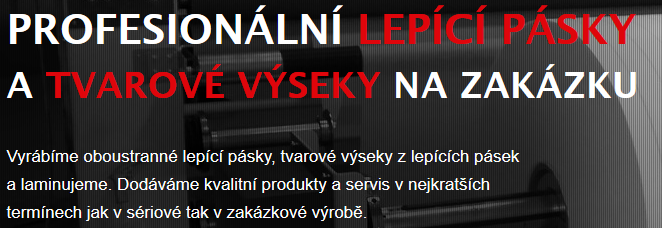 PROFESIONÁLNÍ LEPÍCÍ PÁSKY
A TVAROVÉ VÝSEKY NA ZAKÁZKU
Vyrábíme oboustranné lepící pásky, tvarové výseky z lepících pásek
a laminujeme. Dodáváme kvalitní produkty a servis v nejkratších
termínech jak v sériové tak v zakázkové výrobě.